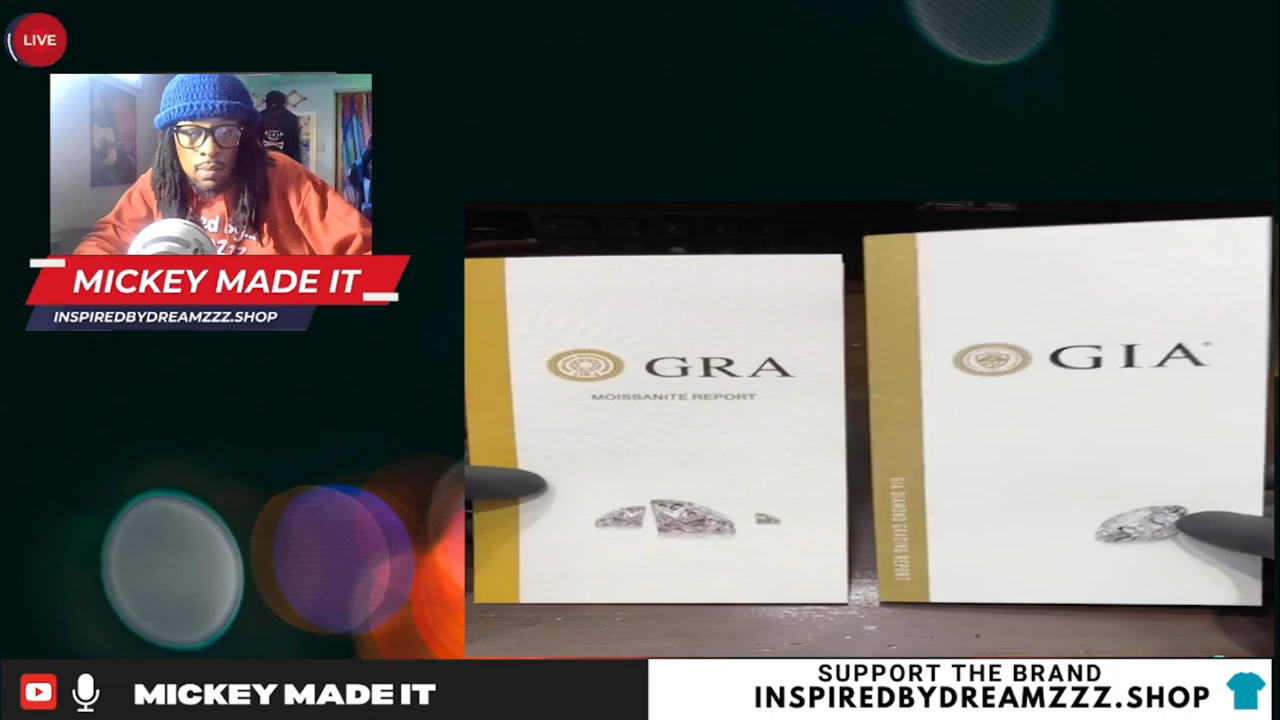 LIVE
MICKEY MADE IT
INSPIREDBYDREAMZZZ.SHOP
GRA
MOISSANITE REPORT
GIA
GIA DIAMOND GRADING REPORT
MICKEY MADE IT
SUPPORT THE BRAND
INSPIREDBYDREAMZZZ.SHOP